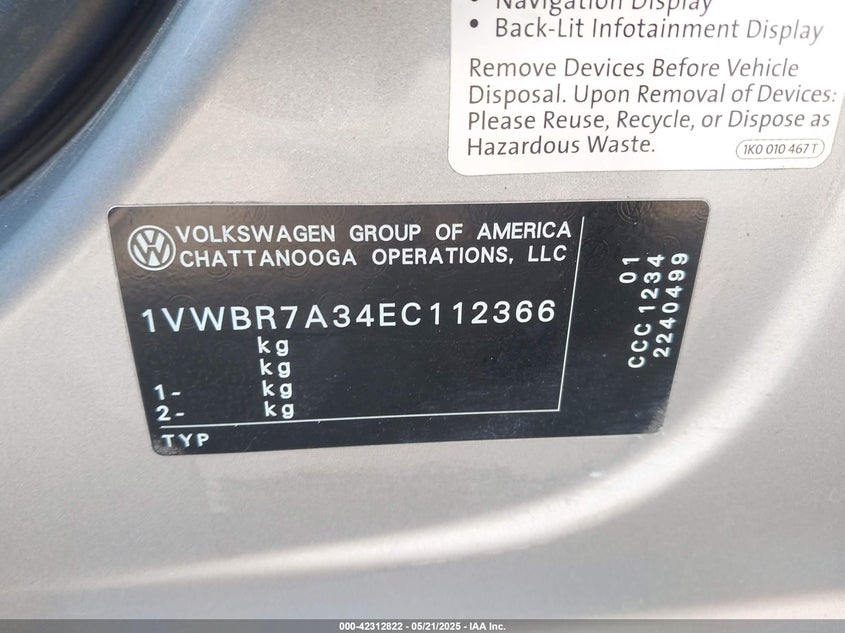 • Navigation Display
• Back-Lit Infotainment Display
Remove Devices Before Vehicle
Disposal. Upon Removal of Devices:
Please Reuse, Recycle, or Dispose as
Hazardous Waste.
1K0 010 467 T
VOLKSWAGEN GROUP OF AMERICA
CHATTANOOGA OPERATIONS, LLC
1VWBR7A34EC112366
kg
kg
1- kg
2- kg
TYP
01
CCC 1234
2240499
000-42312822 - 05/21/2025 - IAA Inc.